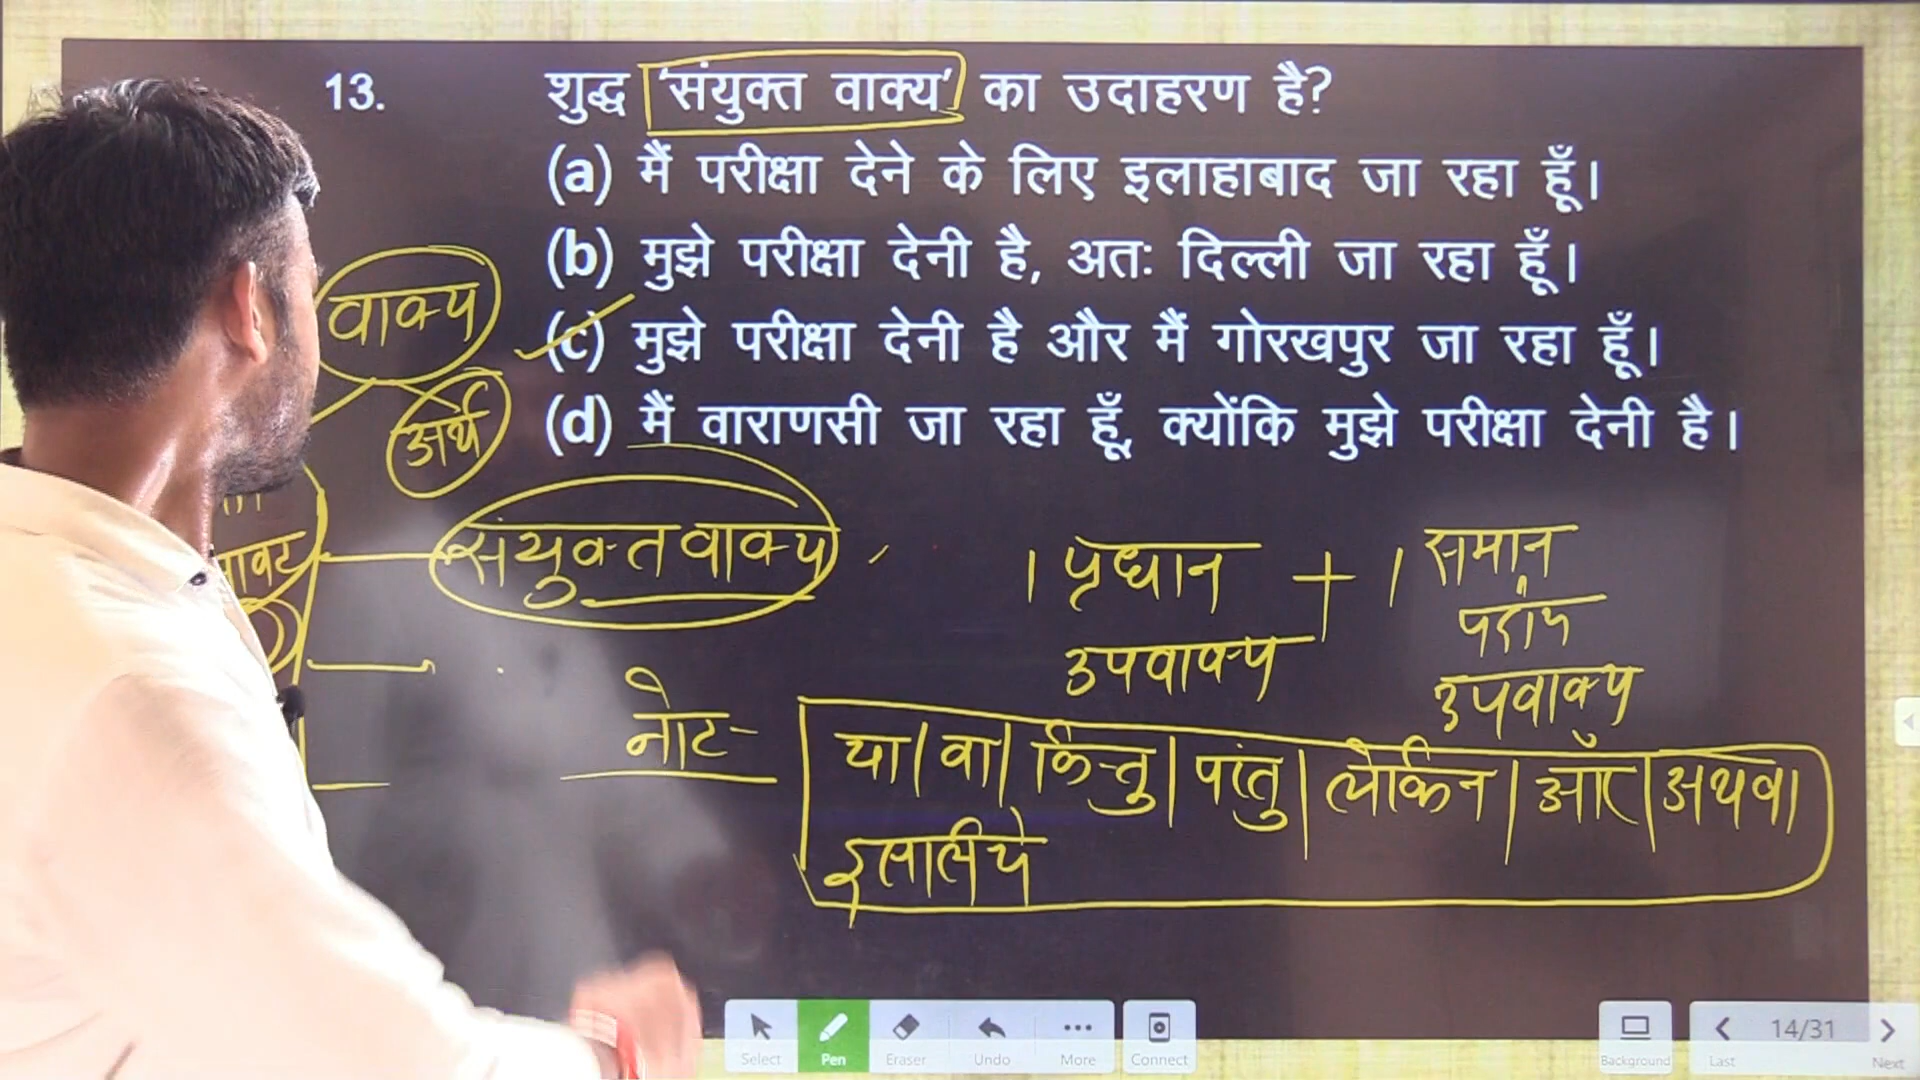 13. शुद्ध 'संयुक्त वाक्य' का उदाहरण है?
(a) मैं परीक्षा देने के लिए इलाहाबाद जा रहा हूँ।
(b) मुझे परीक्षा देनी है, अतः दिल्ली जा रहा हूँ।
(c) मुझे परीक्षा देनी है और मैं गोरखपुर जा रहा हूँ।
(d) मैं वाराणसी जा रहा हूँ, क्योंकि मुझे परीक्षा देनी है।
वाक्य
अर्थ
संयुक्त वाक्य
1 प्रधान उपवाक्य + 1 समान
उपवाक्य
नोट-
या | वा | किन्तु | परंतु | लेकिन | और | अथवा
इसलिये
Select Pen Eraser Undo More Connect
Background Last 14/31 Next